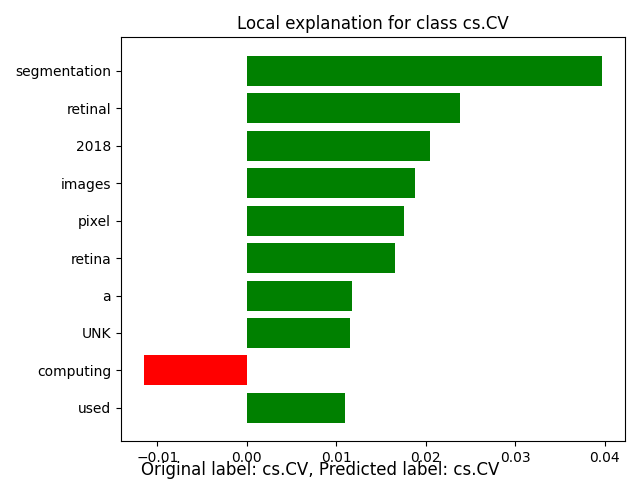 Local explanation for class cs.CV
segmentation
retinal
2018
images
pixel
retina
a
UNK
computing
used
−0.01 0.00 0.01 0.02 0.03 0.04
Original label: cs.CV, Predicted label: cs.CV